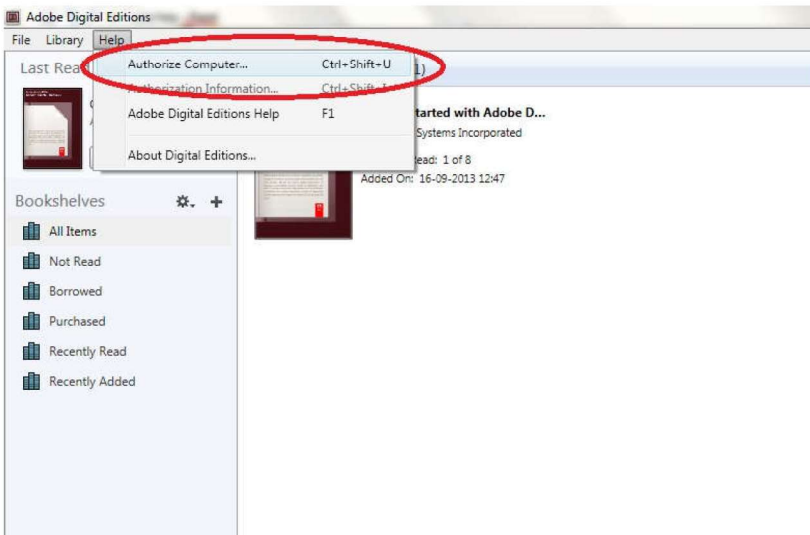 Adobe Digital Editions
File Library Help
Last Read
Authorize Computer... Ctrl+Shift+U
1)
Authorization Information... Ctrl+Shift+I
Adobe Digital Editions Help F1
About Digital Editions...
tarted with Adobe D...
Systems Incorporated
ead: 1 of 8
Added On: 16-09-2013 12:47
Bookshelves
All Items
Not Read
Borrowed
Purchased
Recently Read
Recently Added